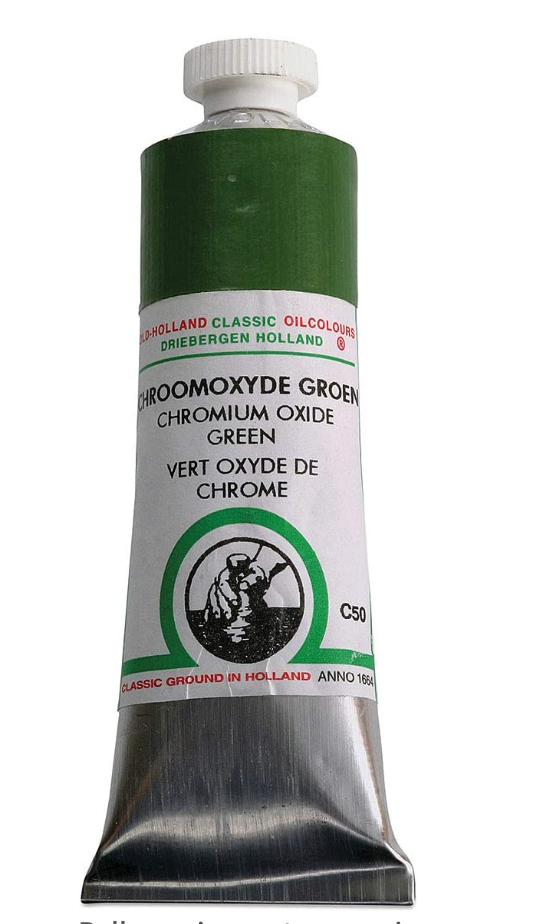 OLD-HOLLAND CLASSIC OILCOLOURS
DRIEBERGEN HOLLAND ®
CHROOMOXYDE GROEN
CHROMIUM OXIDE
GREEN
VERT OXYDE DE
CHROME
C50
CLASSIC GROUND IN HOLLAND ANNO 1664